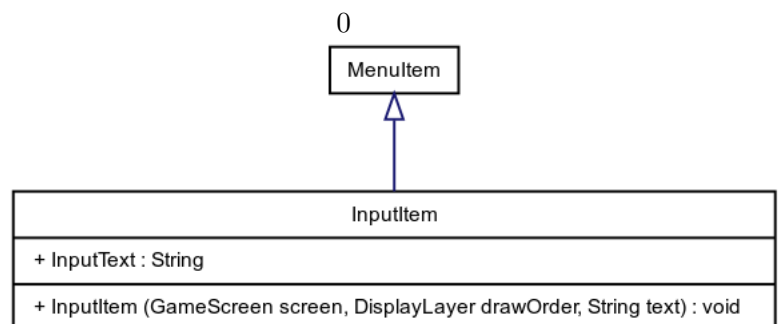 0
MenuItem
InputItem
+ InputText : String
+ InputItem (GameScreen screen, DisplayLayer drawOrder, String text) : void